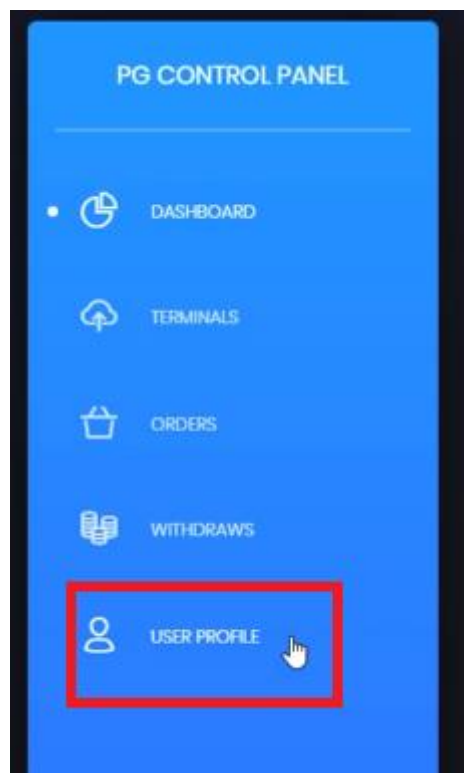 PG CONTROL PANEL
DASHBOARD
TERMINALS
ORDERS
WITHDRAWS
USER PROFILE